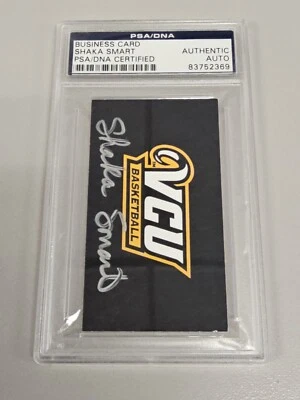 PSA/DNA
BUSINESS CARD
SHAKA SMART
PSA/DNA CERTIFIED
AUTHENTIC
AUTO
83752369
Shaka Smart
VCU
BASKETBALL